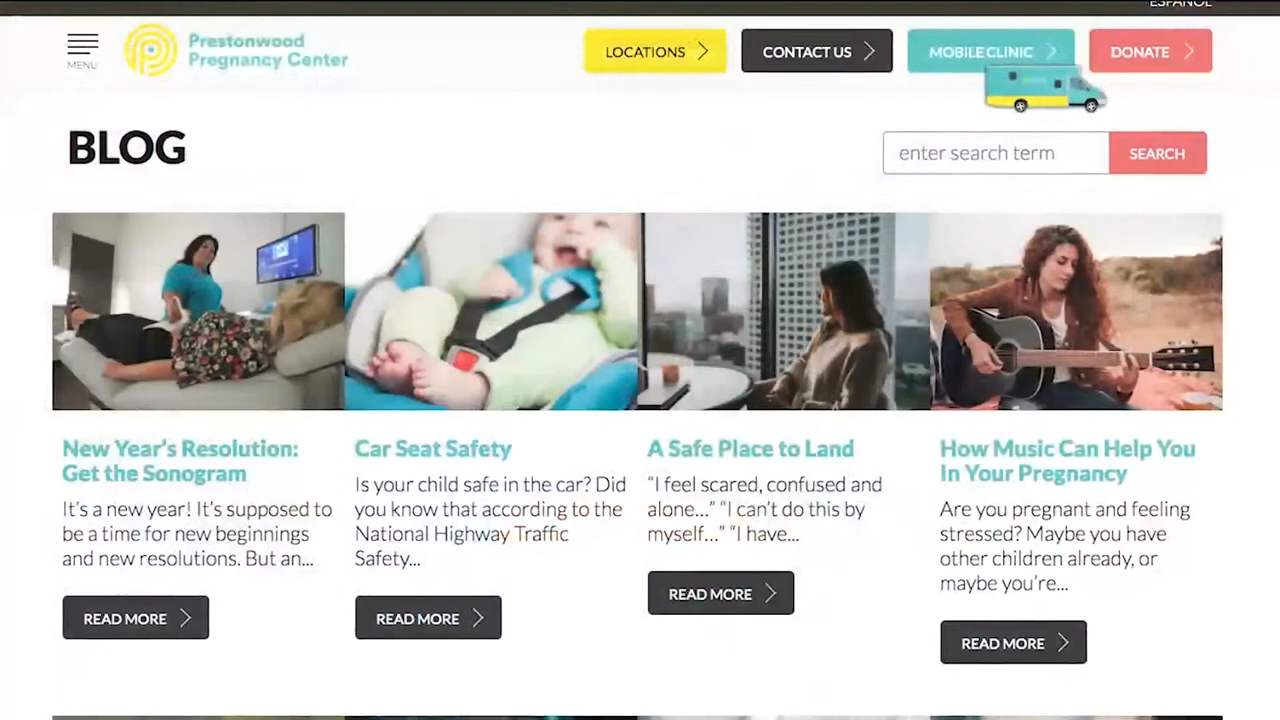 ESPAÑOL
MENU
Prestonwood
Pregnancy Center
LOCATIONS
CONTACT US
MOBILE CLINIC
DONATE
BLOG
enter search term
SEARCH
New Year's Resolution:
Get the Sonogram
It's a new year! It's supposed to
be a time for new beginnings
and new resolutions. But an...
READ MORE
Car Seat Safety
Is your child safe in the car? Did
you know that according to the
National Highway Traffic
Safety...
READ MORE
A Safe Place to Land
“I feel scared, confused and
alone...” “I can't do this by
myself...” “I have...
READ MORE
How Music Can Help You
In Your Pregnancy
Are you pregnant and feeling
stressed? Maybe you have
other children already, or
maybe you're...
READ MORE